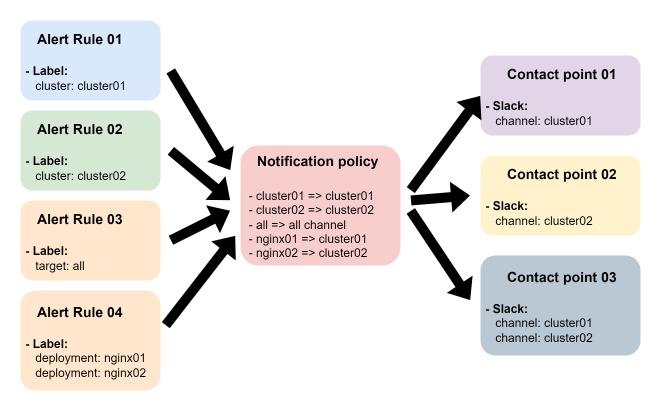 Alert Rule 01
- Label:
cluster: cluster01
Alert Rule 02
- Label:
cluster: cluster02
Alert Rule 03
- Label:
target: all
Alert Rule 04
- Label:
deployment: nginx01
deployment: nginx02
Notification policy
- cluster01 => cluster01
- cluster02 => cluster02
- all => all channel
- nginx01 => cluster01
- nginx02 => cluster02
Contact point 01
- Slack:
channel: cluster01
Contact point 02
- Slack:
channel: cluster02
Contact point 03
- Slack:
channel: cluster01
channel: cluster02